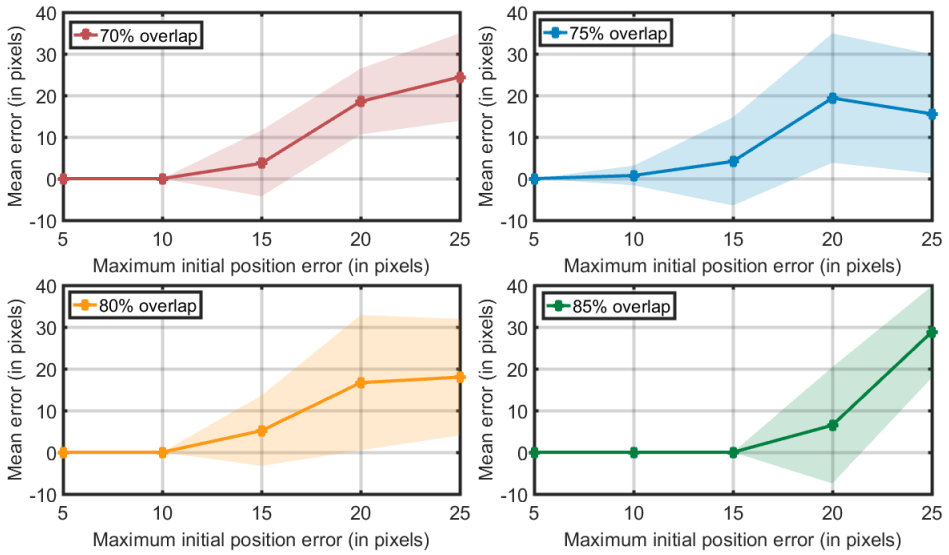 70% overlap
Mean error (in pixels)
40
30
20
10
0
-10
5 10 15 20 25
Maximum initial position error (in pixels)
75% overlap
Mean error (in pixels)
40
30
20
10
0
-10
5 10 15 20 25
Maximum initial position error (in pixels)
80% overlap
Mean error (in pixels)
40
30
20
10
0
-10
5 10 15 20 25
Maximum initial position error (in pixels)
85% overlap
Mean error (in pixels)
40
30
20
10
0
-10
5 10 15 20 25
Maximum initial position error (in pixels)